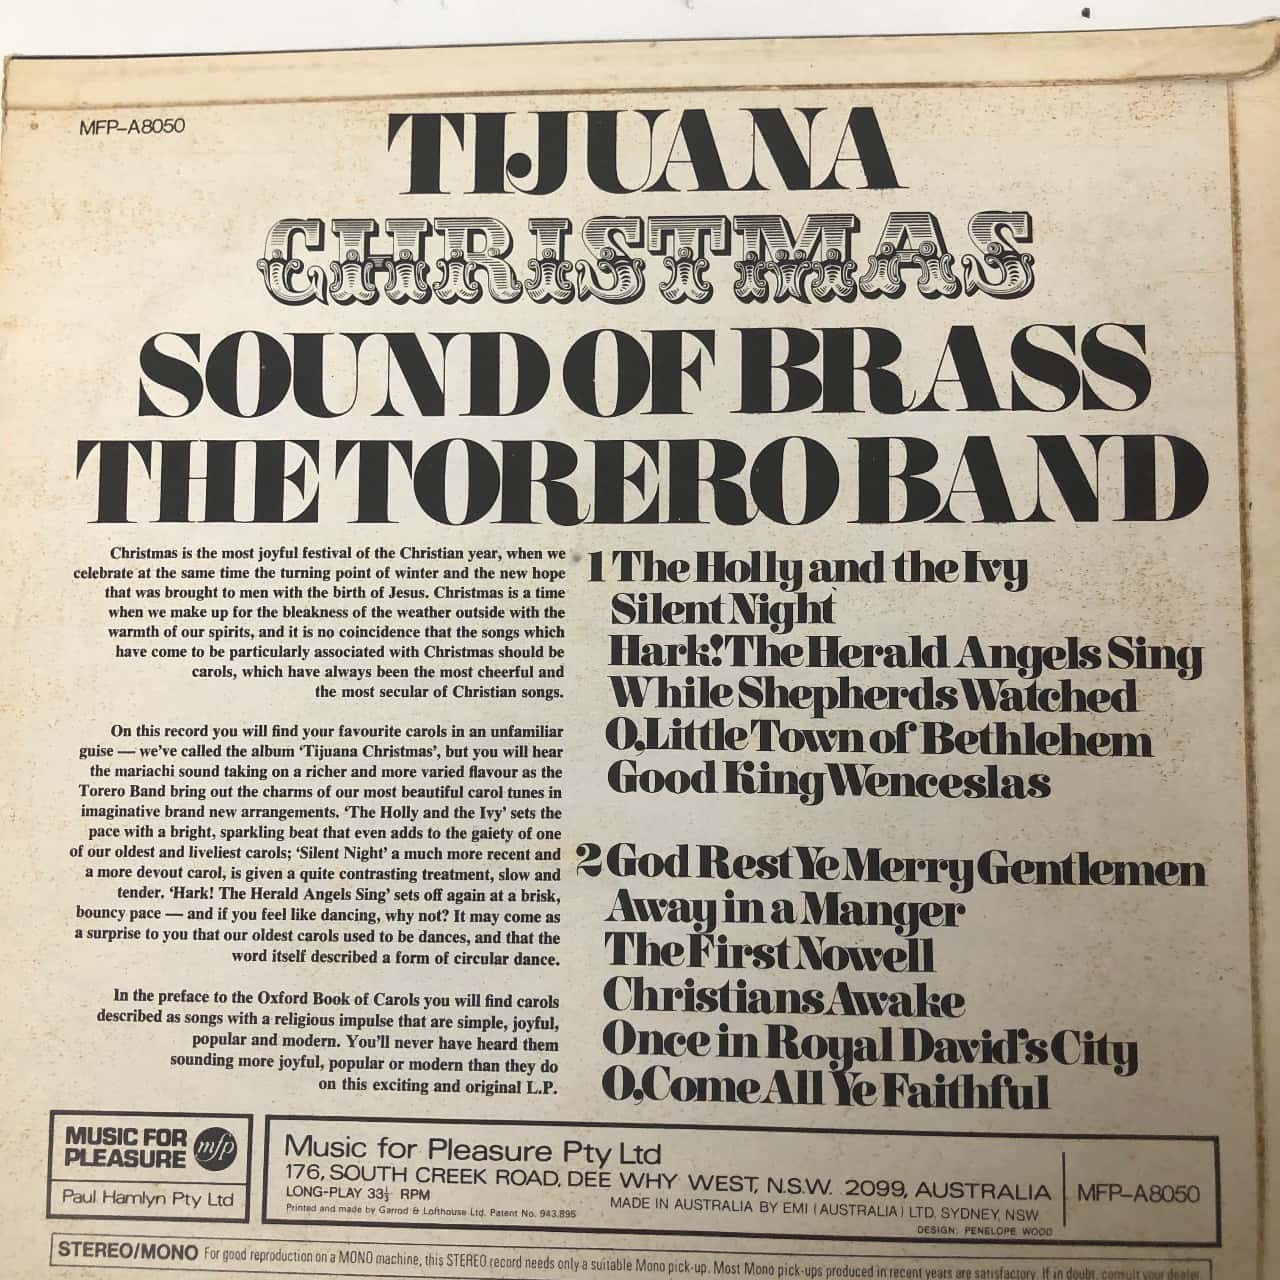 MFP–A8050
TIJUANA
CHRISTMAS
SOUND OF BRASS
THE TORERO BAND
Christmas is the most joyful festival of the Christian year, when we
celebrate at the same time the turning point of winter and the new hope
that was brought to men with the birth of Jesus. Christmas is a time
when we make up for the bleakness of the weather outside with the
warmth of our spirits, and it is no coincidence that the songs which
have come to be particularly associated with Christmas should be
carols, which have always been the most cheerful and
the most secular of Christian songs.
On this record you will find your favourite carols in an unfamiliar
guise — we've called the album 'Tijuana Christmas', but you will hear
the mariachi sound taking on a richer and more varied flavour as the
Torero Band bring out the charms of our most beautiful carol tunes in
imaginative brand new arrangements. 'The Holly and the Ivy' sets the
pace with a bright, sparkling beat that even adds to the gaiety of one
of our oldest and liveliest carols; 'Silent Night' a much more recent and
a more devout carol, is given a quite contrasting treatment, slow and
tender. 'Hark! The Herald Angels Sing' sets off again at a brisk,
bouncy pace — and if you feel like dancing, why not? It may come as
a surprise to you that our oldest carols used to be dances, and that the
word itself described a form of circular dance.
In the preface to the Oxford Book of Carols you will find carols
described as songs with a religious impulse that are simple, joyful,
popular and modern. You'll never have heard them
sounding more joyful, popular or modern than they do
on this exciting and original L.P.
1 The Holly and the Ivy
Silent Night
Hark! The Herald Angels Sing
While Shepherds Watched
O, Little Town of Bethlehem
Good King Wenceslas
2 God Rest Ye Merry Gentlemen
Away in a Manger
The First Nowell
Christians Awake
Once in Royal David's City
O, Come All Ye Faithful
MUSIC FOR
PLEASURE
mfp
Paul Hamlyn Pty Ltd
Music for Pleasure Pty Ltd
176, SOUTH CREEK ROAD, DEE WHY WEST, N.S.W. 2099, AUSTRALIA
LONG-PLAY 33⅓ RPM
MADE IN AUSTRALIA BY EMI (AUSTRALIA) LTD, SYDNEY, NSW
Printed and made by Garrod & Lofthouse Ltd. Patent No. 943,895
DESIGN: PENELOPE WOOD
MFP–A8050
STEREO/MONO For good reproduction on a MONO machine, this STEREO record needs only a suitable Mono pick-up. Most Mono pick-ups produced in recent years are satisfactory. If in doubt, consult your dealer